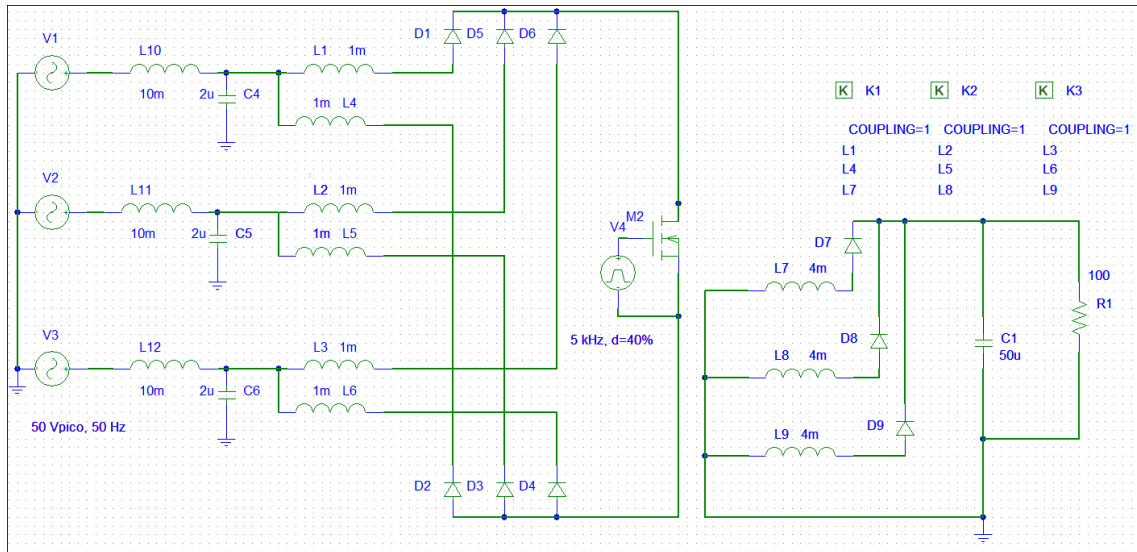 V1
L10
10m
2u
C4
L1
1m
1m
L4
D1
D5
D6
K
K1
K
K2
K
K3
COUPLING=1
COUPLING=1
COUPLING=1
L1
L2
L3
L4
L5
L6
L7
L8
L9
V2
L11
10m
2u
C5
L2
1m
1m
L5
V4
M2
5 kHz, d=40%
D7
L7
4m
D8
L8
4m
D9
L9
4m
C1
50u
100
R1
V3
L12
10m
2u
C6
L3
1m
1m
L6
50 Vpico, 50 Hz
D2
D3
D4